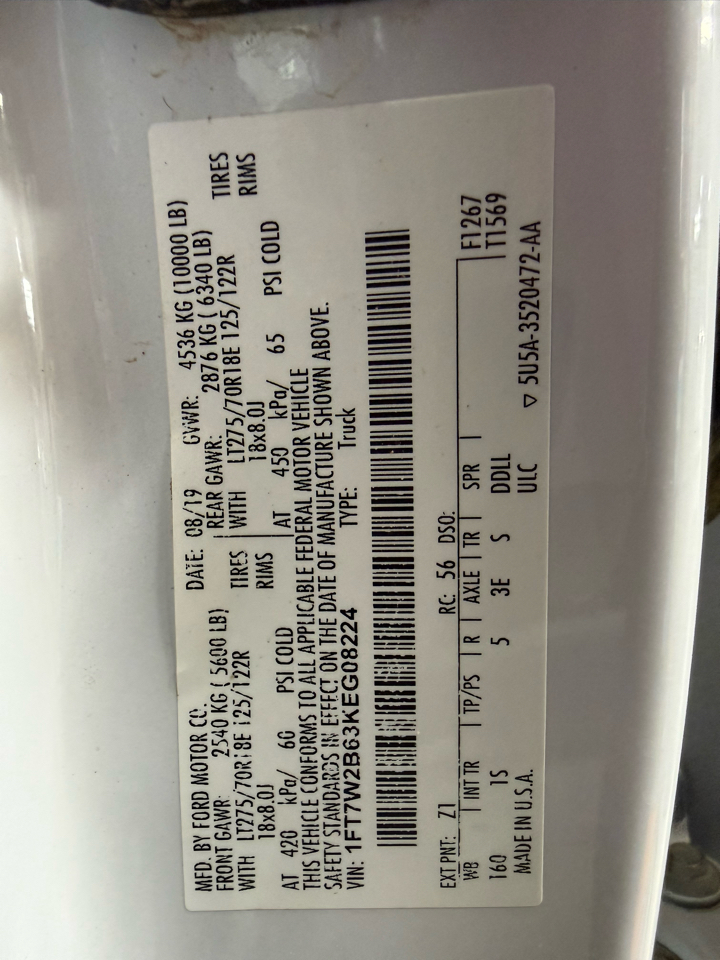 MFD. BY FORD MOTOR CO. DATE: 08/19 GVWR: 4536 KG (10000 LB)
FRONT GAWR: 2540 KG ( 5600 LB) REAR GAWR: 2876 KG ( 6340 LB)
WITH LT275/70R18E 125/122R TIRES WITH LT275/70R18E 125/122R TIRES
18x8.0J RIMS 18x8.0J RIMS
AT 420 kPa/ 60 PSI COLD AT 450 kPa/ 65 PSI COLD
THIS VEHICLE CONFORMS TO ALL APPLICABLE FEDERAL MOTOR VEHICLE
SAFETY STANDARDS IN EFFECT ON THE DATE OF MANUFACTURE SHOWN ABOVE.
VIN: 1FT7W2B63KEG08224 TYPE: Truck
EXT PNT: Z1 RC: 56 DSO:
WB INT TR TP/PS R AXLE TR SPR F1267
160 1S 5 3E S DDLL T1569
MADE IN U.S.A. ULC ▽ 5U5A-3520472-AA